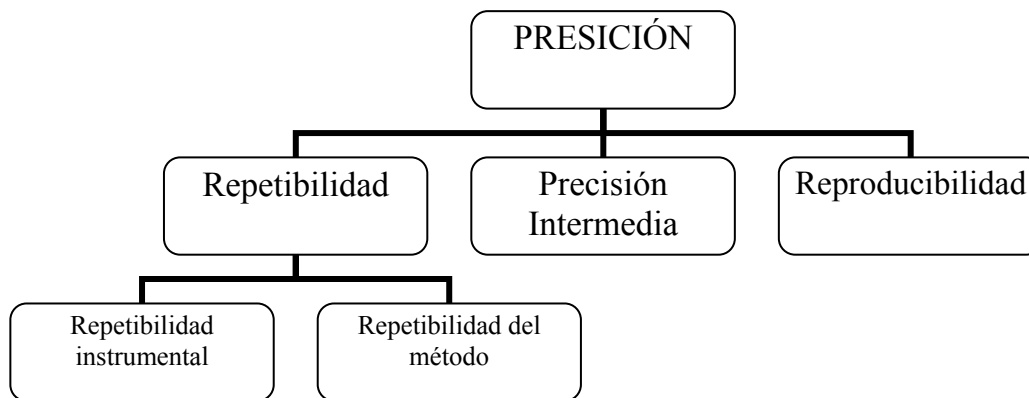 PRESICIÓN
Repetibilidad
Precisión
Intermedia
Reproducibilidad
Repetibilidad
instrumental
Repetibilidad del
método